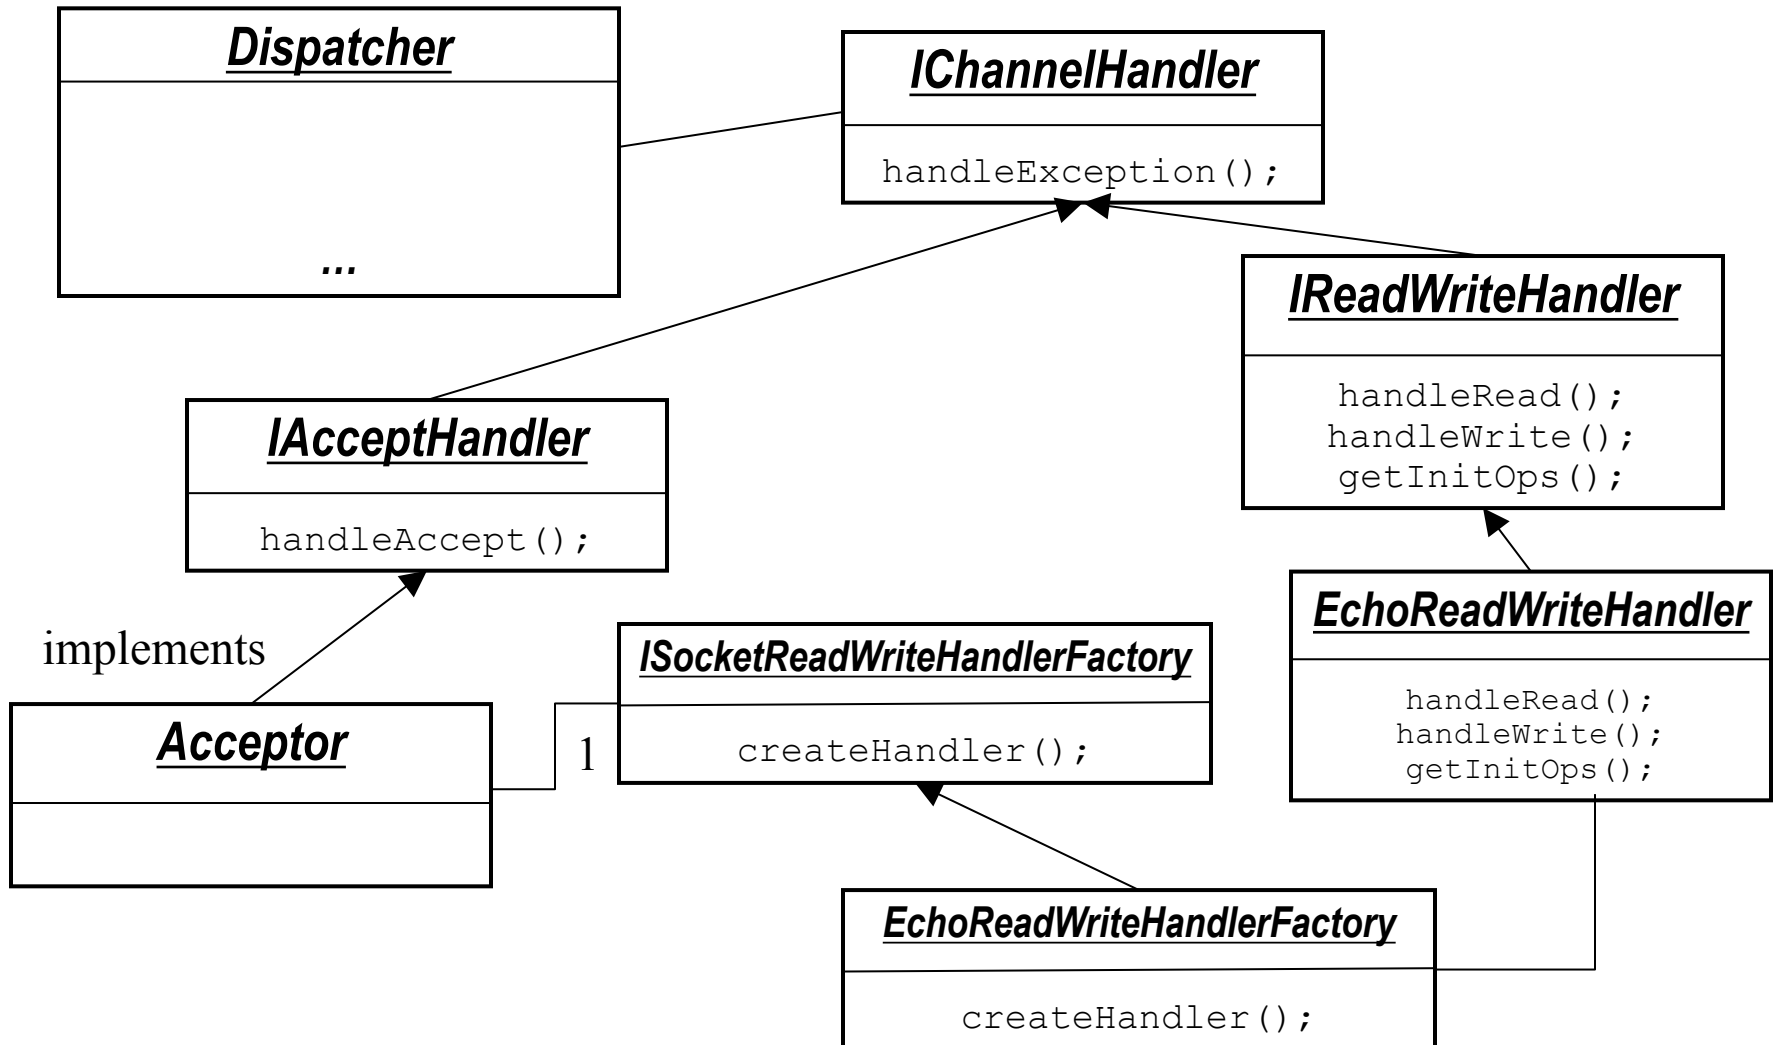 Dispatcher
...
IChannelHandler
handleException();
IReadWriteHandler
handleRead();
handleWrite();
getInitOps();
IAcceptHandler
handleAccept();
implements
EchoReadWriteHandler
handleRead();
handleWrite();
getInitOps();
ISocketReadWriteHandlerFactory
createHandler();
Acceptor
1
EchoReadWriteHandlerFactory
createHandler();